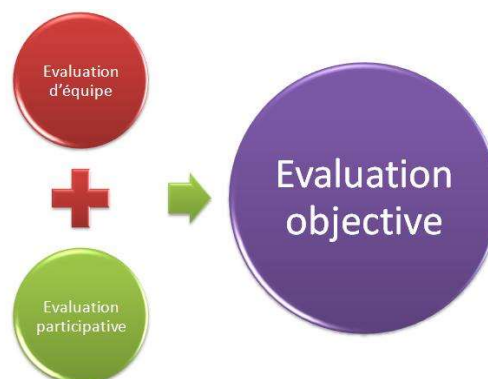 Evaluation
d'équipe
Evaluation
objective
Evaluation
participative